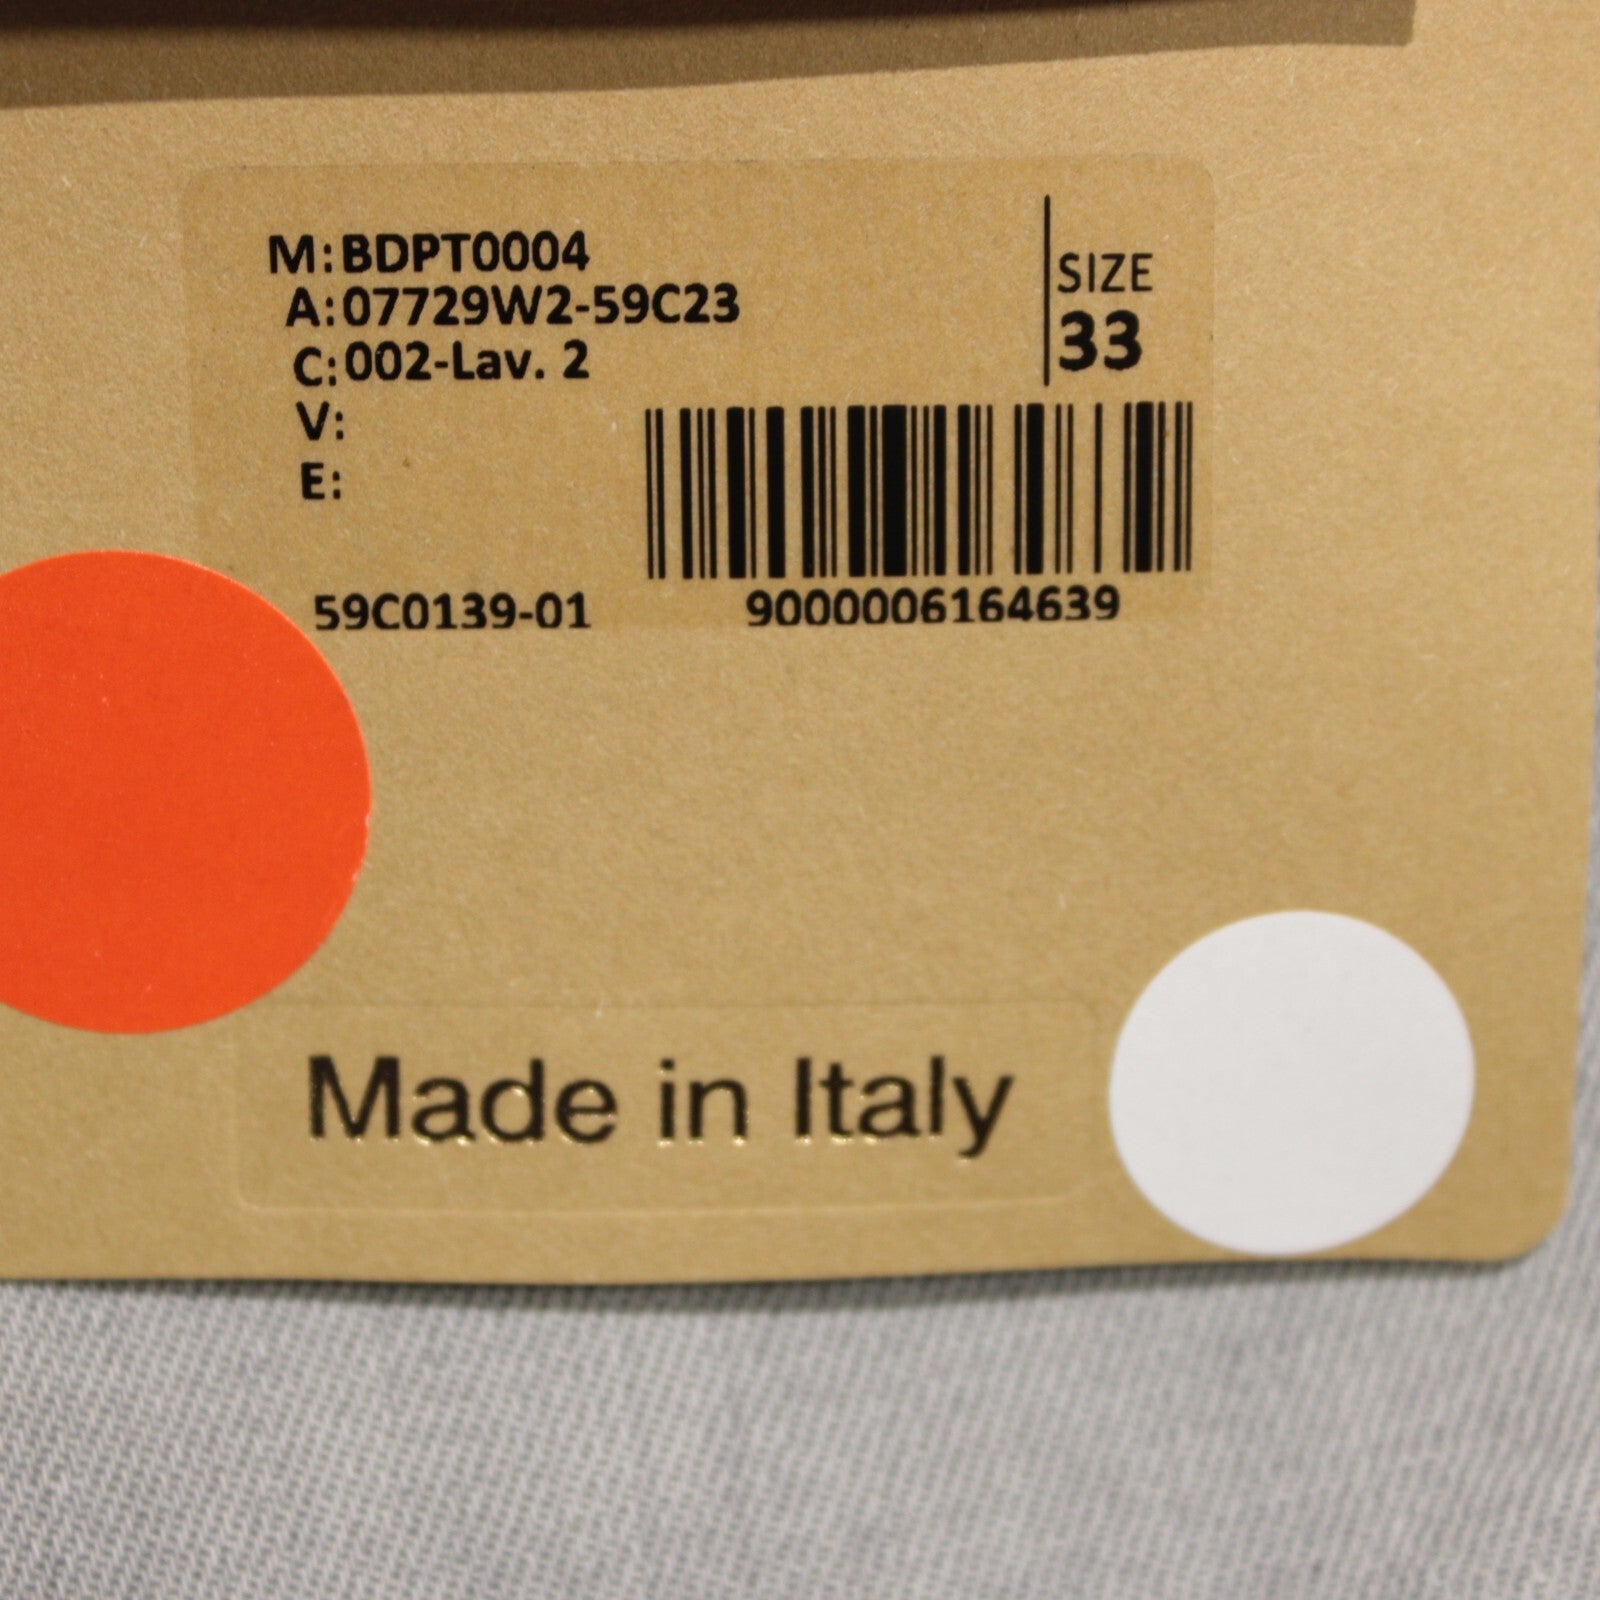 M:BDPT0004
A:07729W2-59C23
C:002-Lav. 2
V:
E:
SIZE
33
59C0139-01
9000006164639
Made in Italy